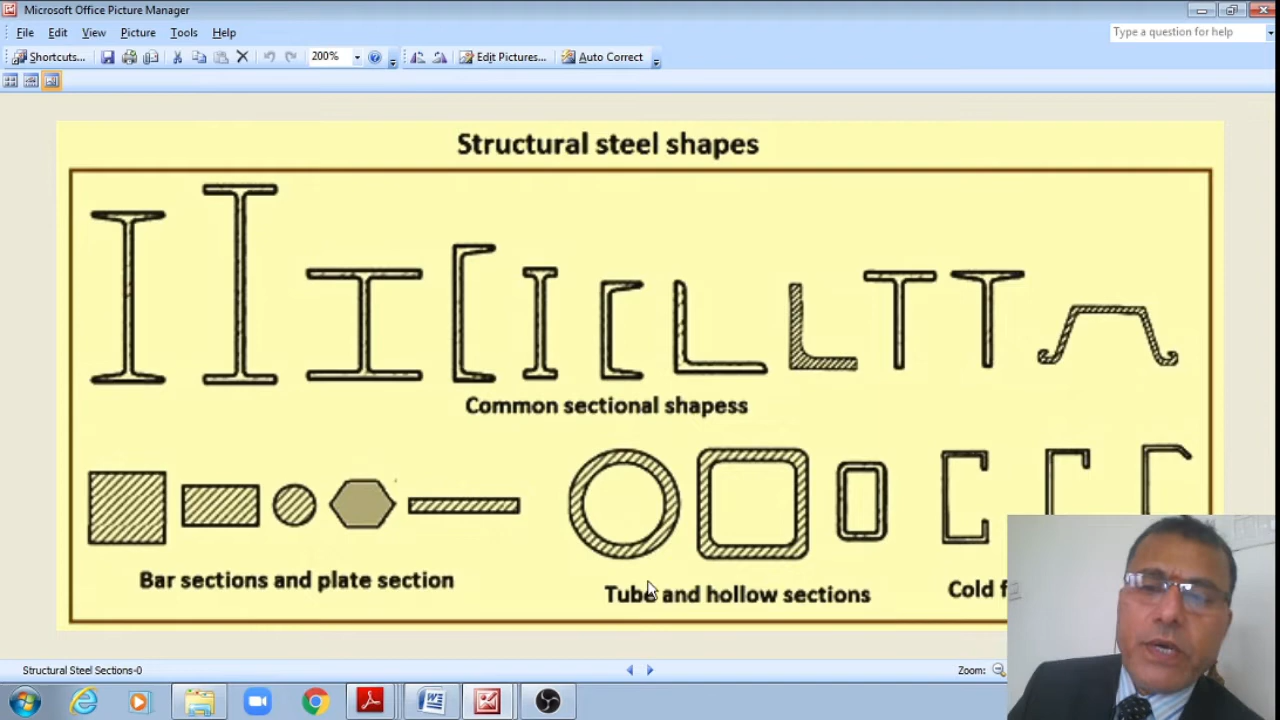 Microsoft Office Picture Manager
File Edit View Picture Tools Help
Type a question for help
Shortcuts... 200% Edit Pictures... Auto Correct
Structural steel shapes
Common sectional shapess
Bar sections and plate section
Tube and hollow sections
Cold
Structural Steel Sections-0
Zoom: